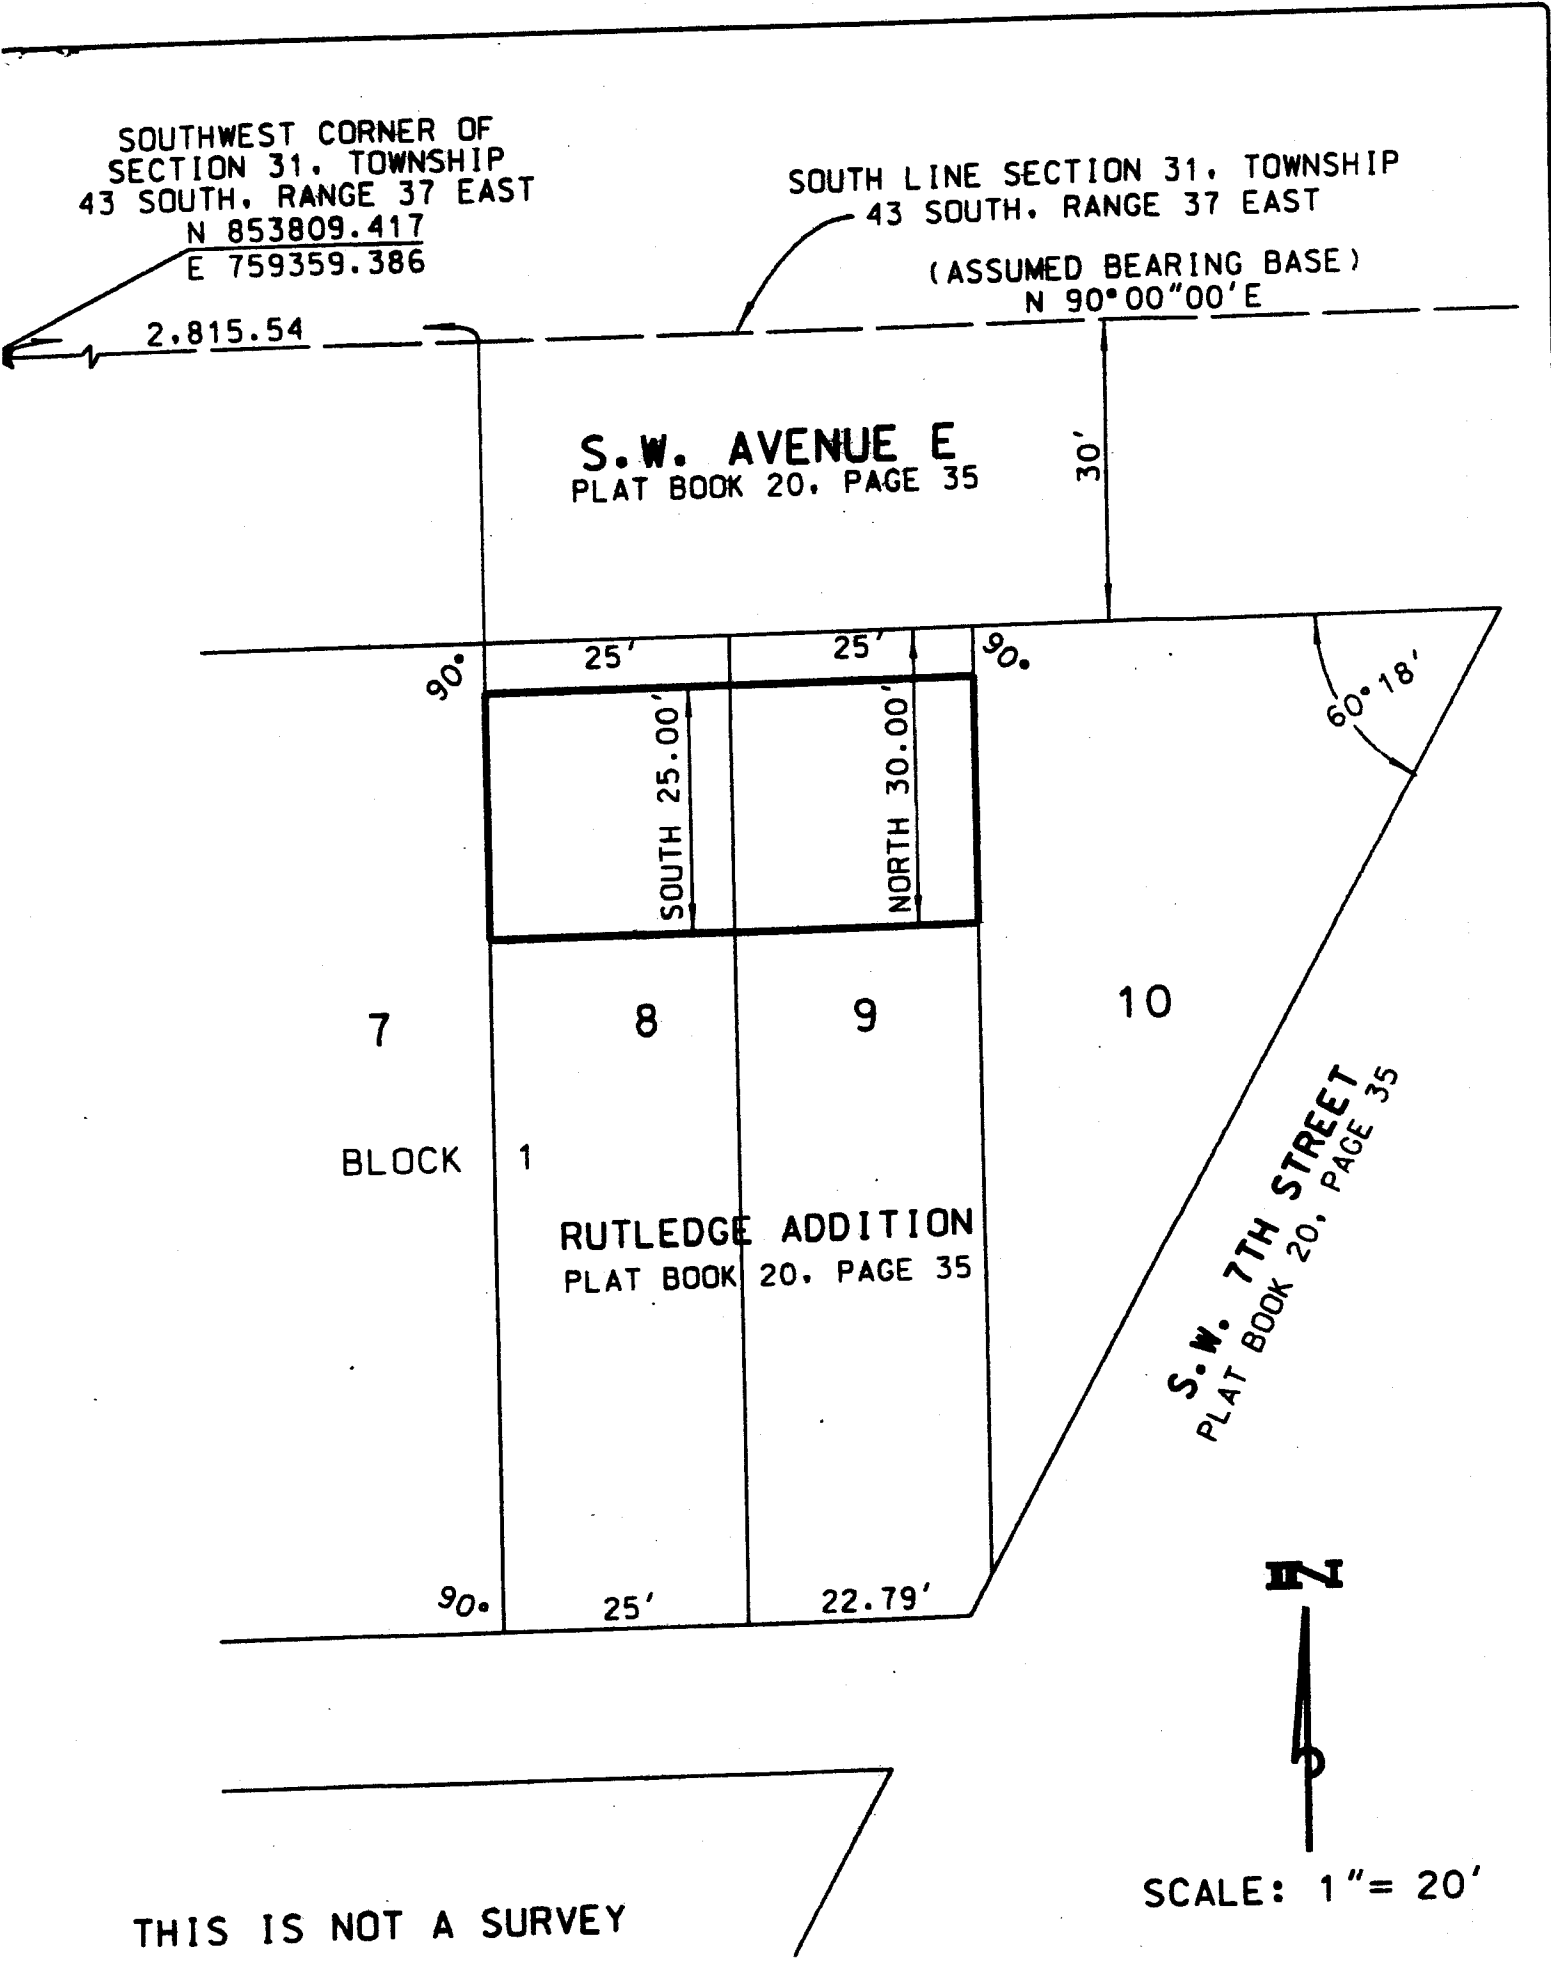 SOUTHWEST CORNER OF
SECTION 31, TOWNSHIP
43 SOUTH, RANGE 37 EAST
N 853809.417
E 759359.386
2,815.54
SOUTH LINE SECTION 31, TOWNSHIP
43 SOUTH, RANGE 37 EAST
(ASSUMED BEARING BASE)
N 90°00"00'E
S.W. AVENUE E
PLAT BOOK 20, PAGE 35
30'
90°
25'
25'
90°
60°18'
SOUTH 25.00'
NORTH 30.00'
7
8
9
10
BLOCK 1
RUTLEDGE ADDITION
PLAT BOOK 20, PAGE 35
S.W. 7TH STREET
PLAT BOOK 20, PAGE 35
90°
25'
22.79'
N
SCALE: 1"= 20'
THIS IS NOT A SURVEY